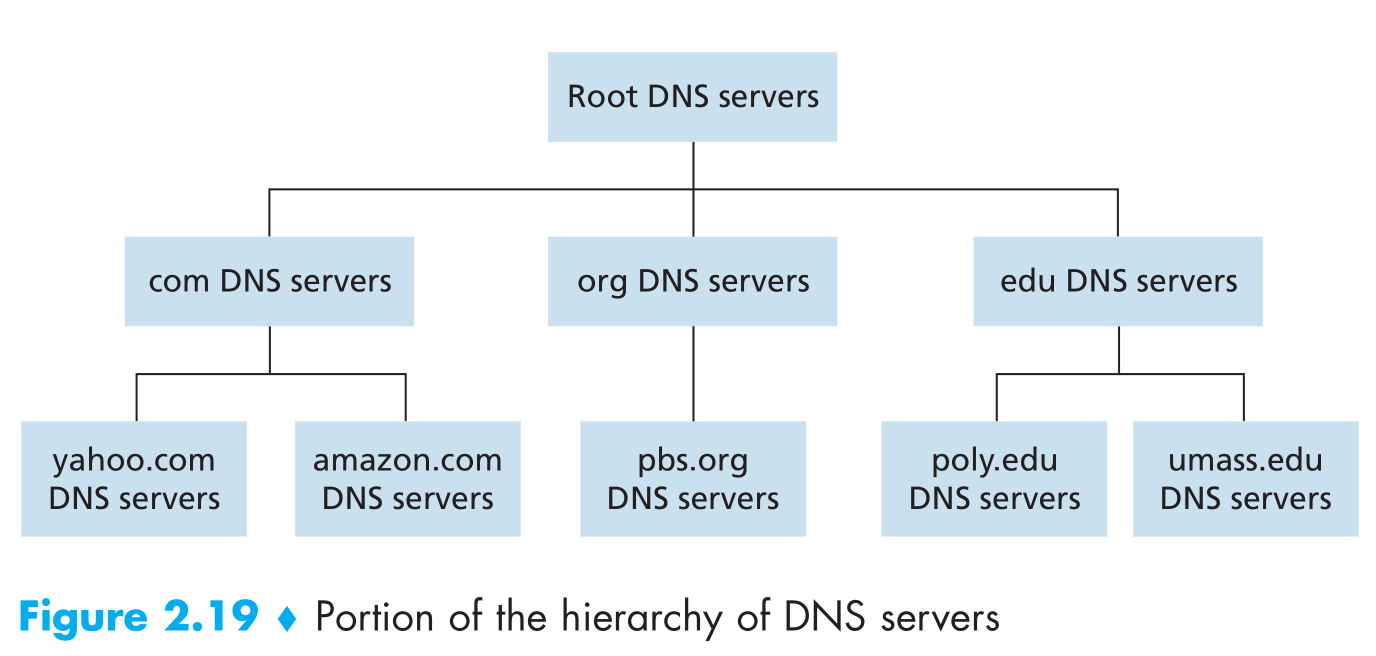 Root DNS servers
com DNS servers
org DNS servers
edu DNS servers
yahoo.com
DNS servers
amazon.com
DNS servers
pbs.org
DNS servers
poly.edu
DNS servers
umass.edu
DNS servers
Figure 2.19 ♦ Portion of the hierarchy of DNS servers